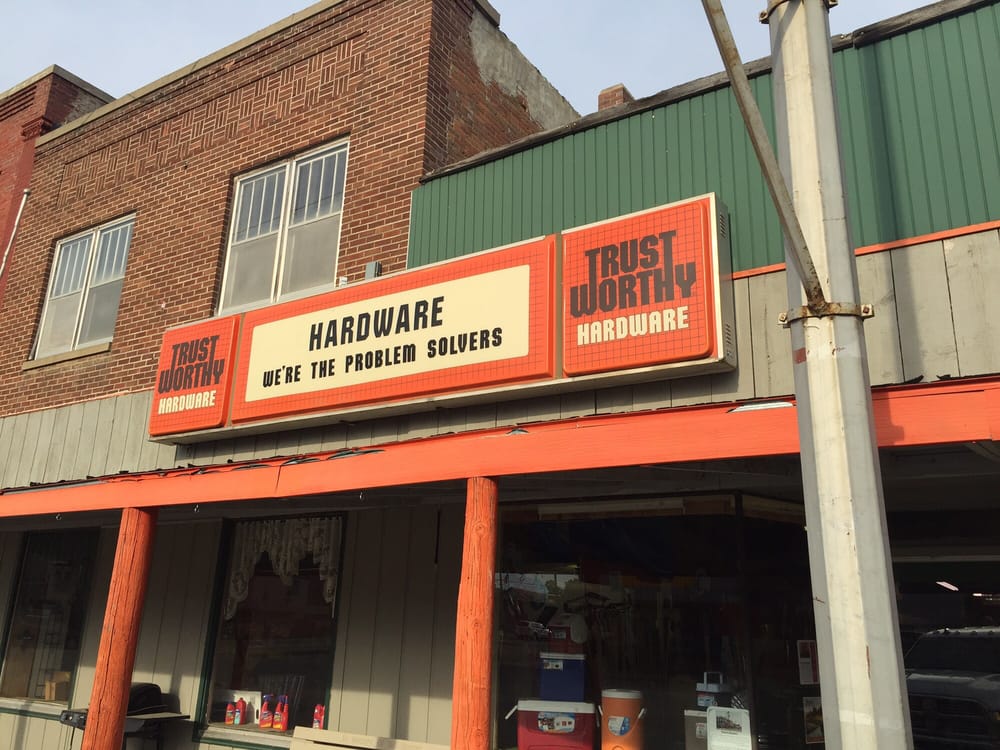 TRUST
WORTHY
HARDWARE
HARDWARE
WE'RE THE PROBLEM SOLVERS
TRUST
WORTHY
HARDWARE